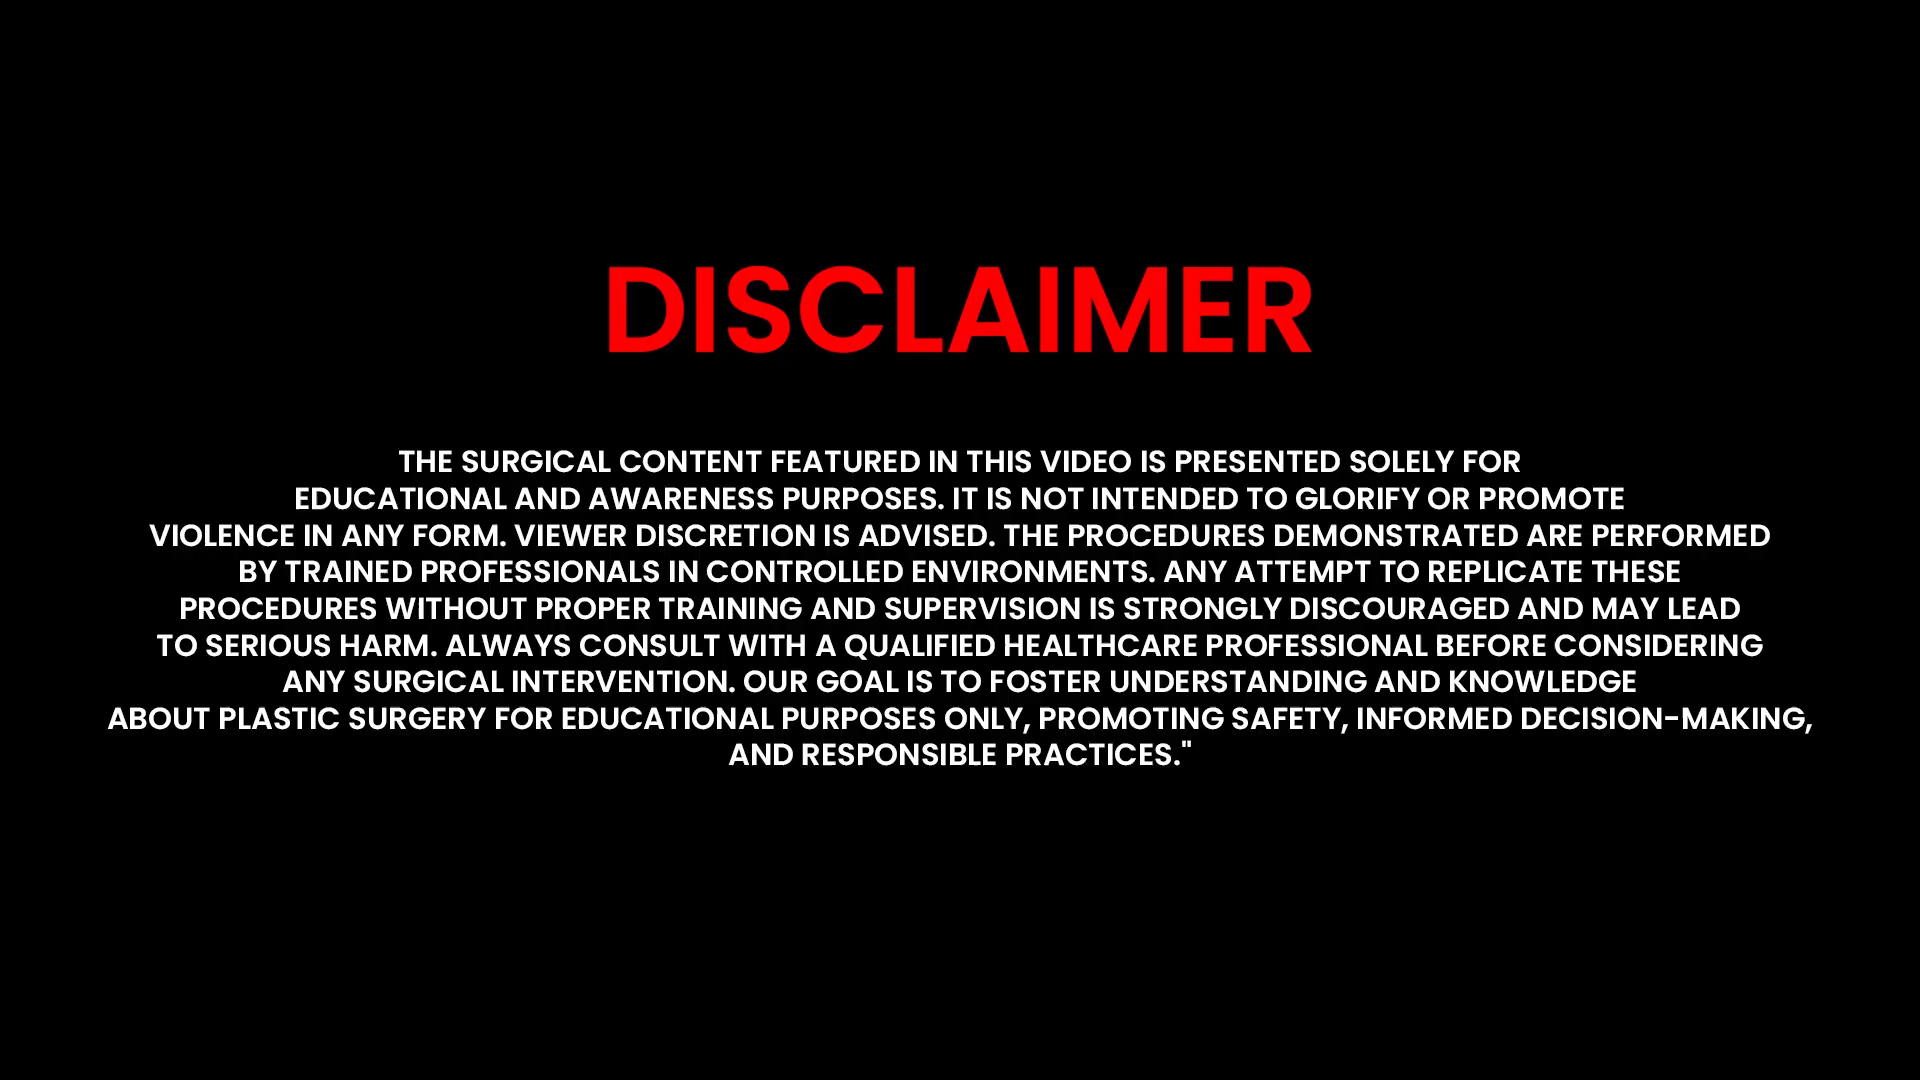 DISCLAIMER
THE SURGICAL CONTENT FEATURED IN THIS VIDEO IS PRESENTED SOLELY FOR
EDUCATIONAL AND AWARENESS PURPOSES. IT IS NOT INTENDED TO GLORIFY OR PROMOTE
VIOLENCE IN ANY FORM. VIEWER DISCRETION IS ADVISED. THE PROCEDURES DEMONSTRATED ARE PERFORMED
BY TRAINED PROFESSIONALS IN CONTROLLED ENVIRONMENTS. ANY ATTEMPT TO REPLICATE THESE
PROCEDURES WITHOUT PROPER TRAINING AND SUPERVISION IS STRONGLY DISCOURAGED AND MAY LEAD
TO SERIOUS HARM. ALWAYS CONSULT WITH A QUALIFIED HEALTHCARE PROFESSIONAL BEFORE CONSIDERING
ANY SURGICAL INTERVENTION. OUR GOAL IS TO FOSTER UNDERSTANDING AND KNOWLEDGE
ABOUT PLASTIC SURGERY FOR EDUCATIONAL PURPOSES ONLY, PROMOTING SAFETY, INFORMED DECISION-MAKING,
AND RESPONSIBLE PRACTICES."